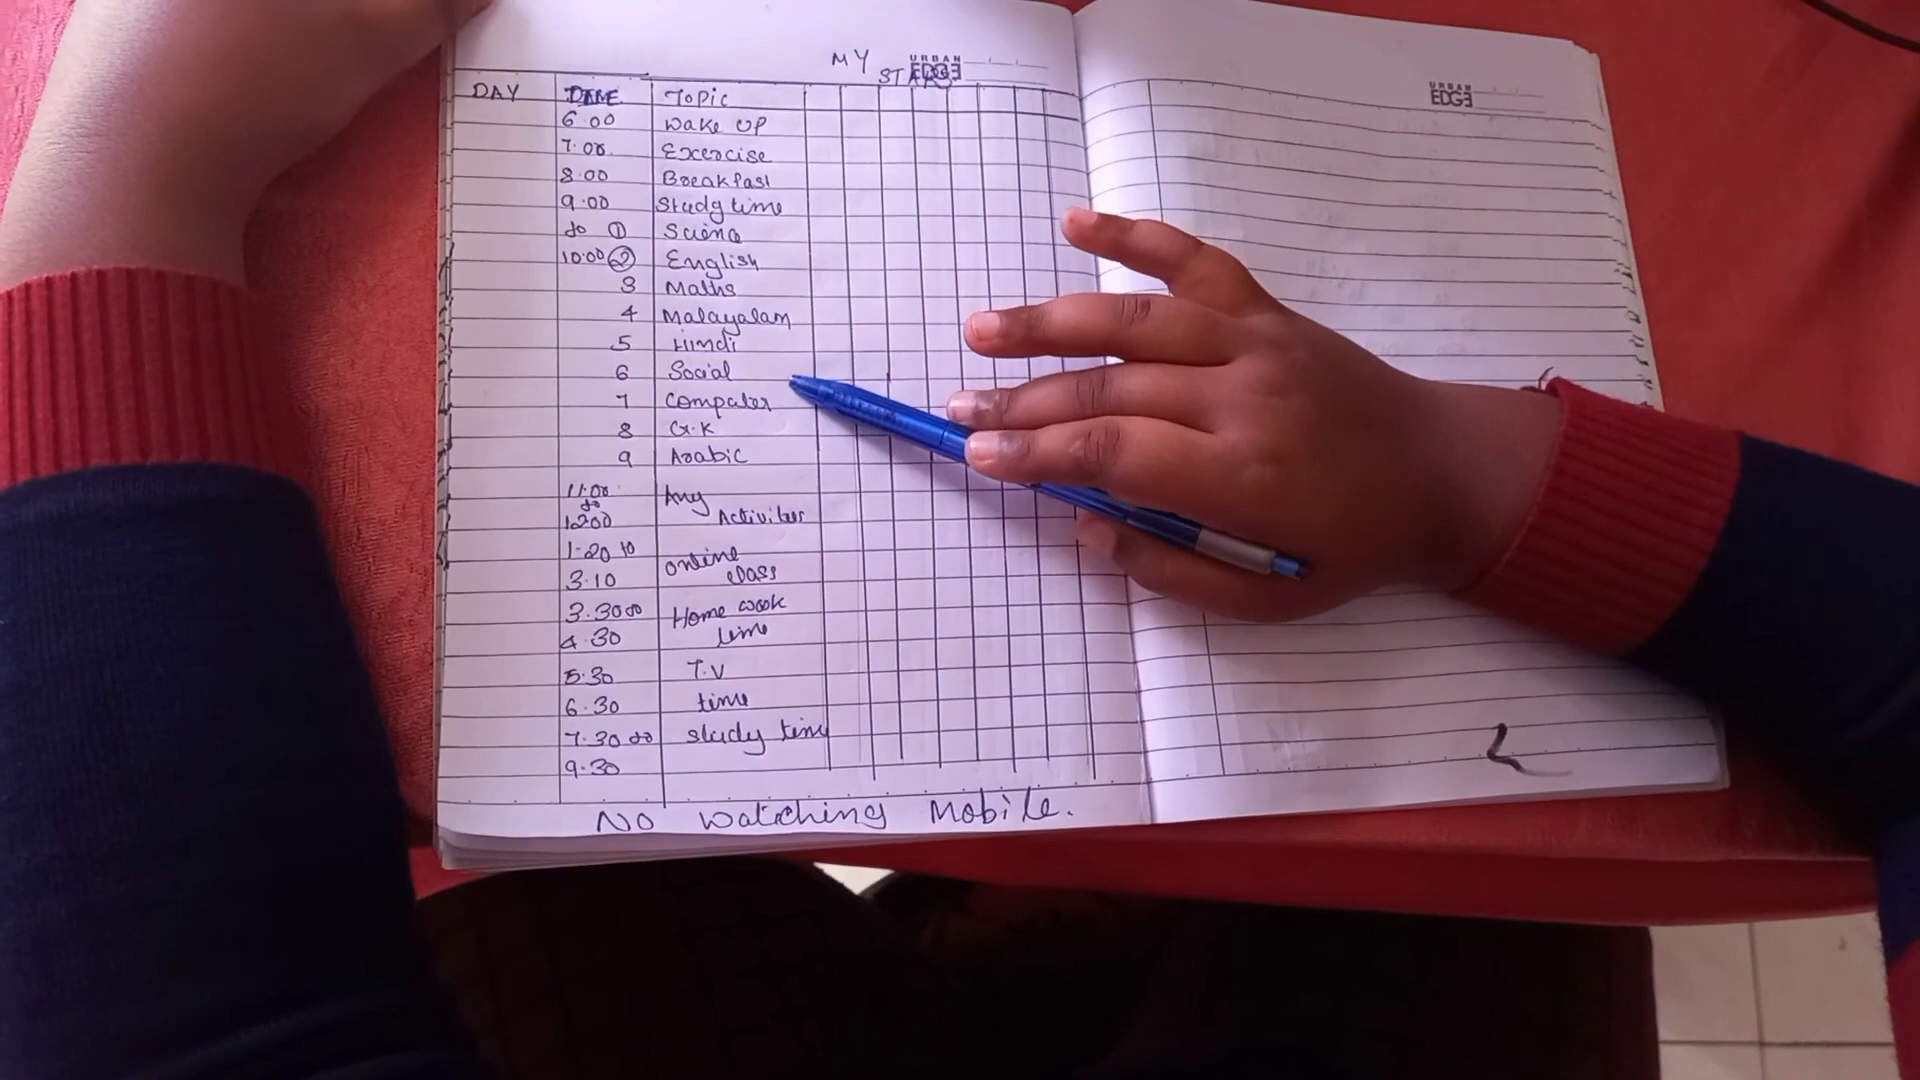 MY STARS
URBAN EDGE
URBAN EDGE
DAY Topic
6.00 Wake UP
7.00 Excercise
8.00 Breakfast
9.00 Study time
to 1 Scienc
10.00 2 English
3 Maths
4 Malayalam
5 Hindi
6 Social
7 Computer
8 G.K
9 Arabic
11.00 Any
to Activities
12.00
1.20 to online
3.10 class
3.30 to Home work
4.30 time
5.30 T.V
6.30 time
7.30 to study time
9.30
NO watching Mobile.